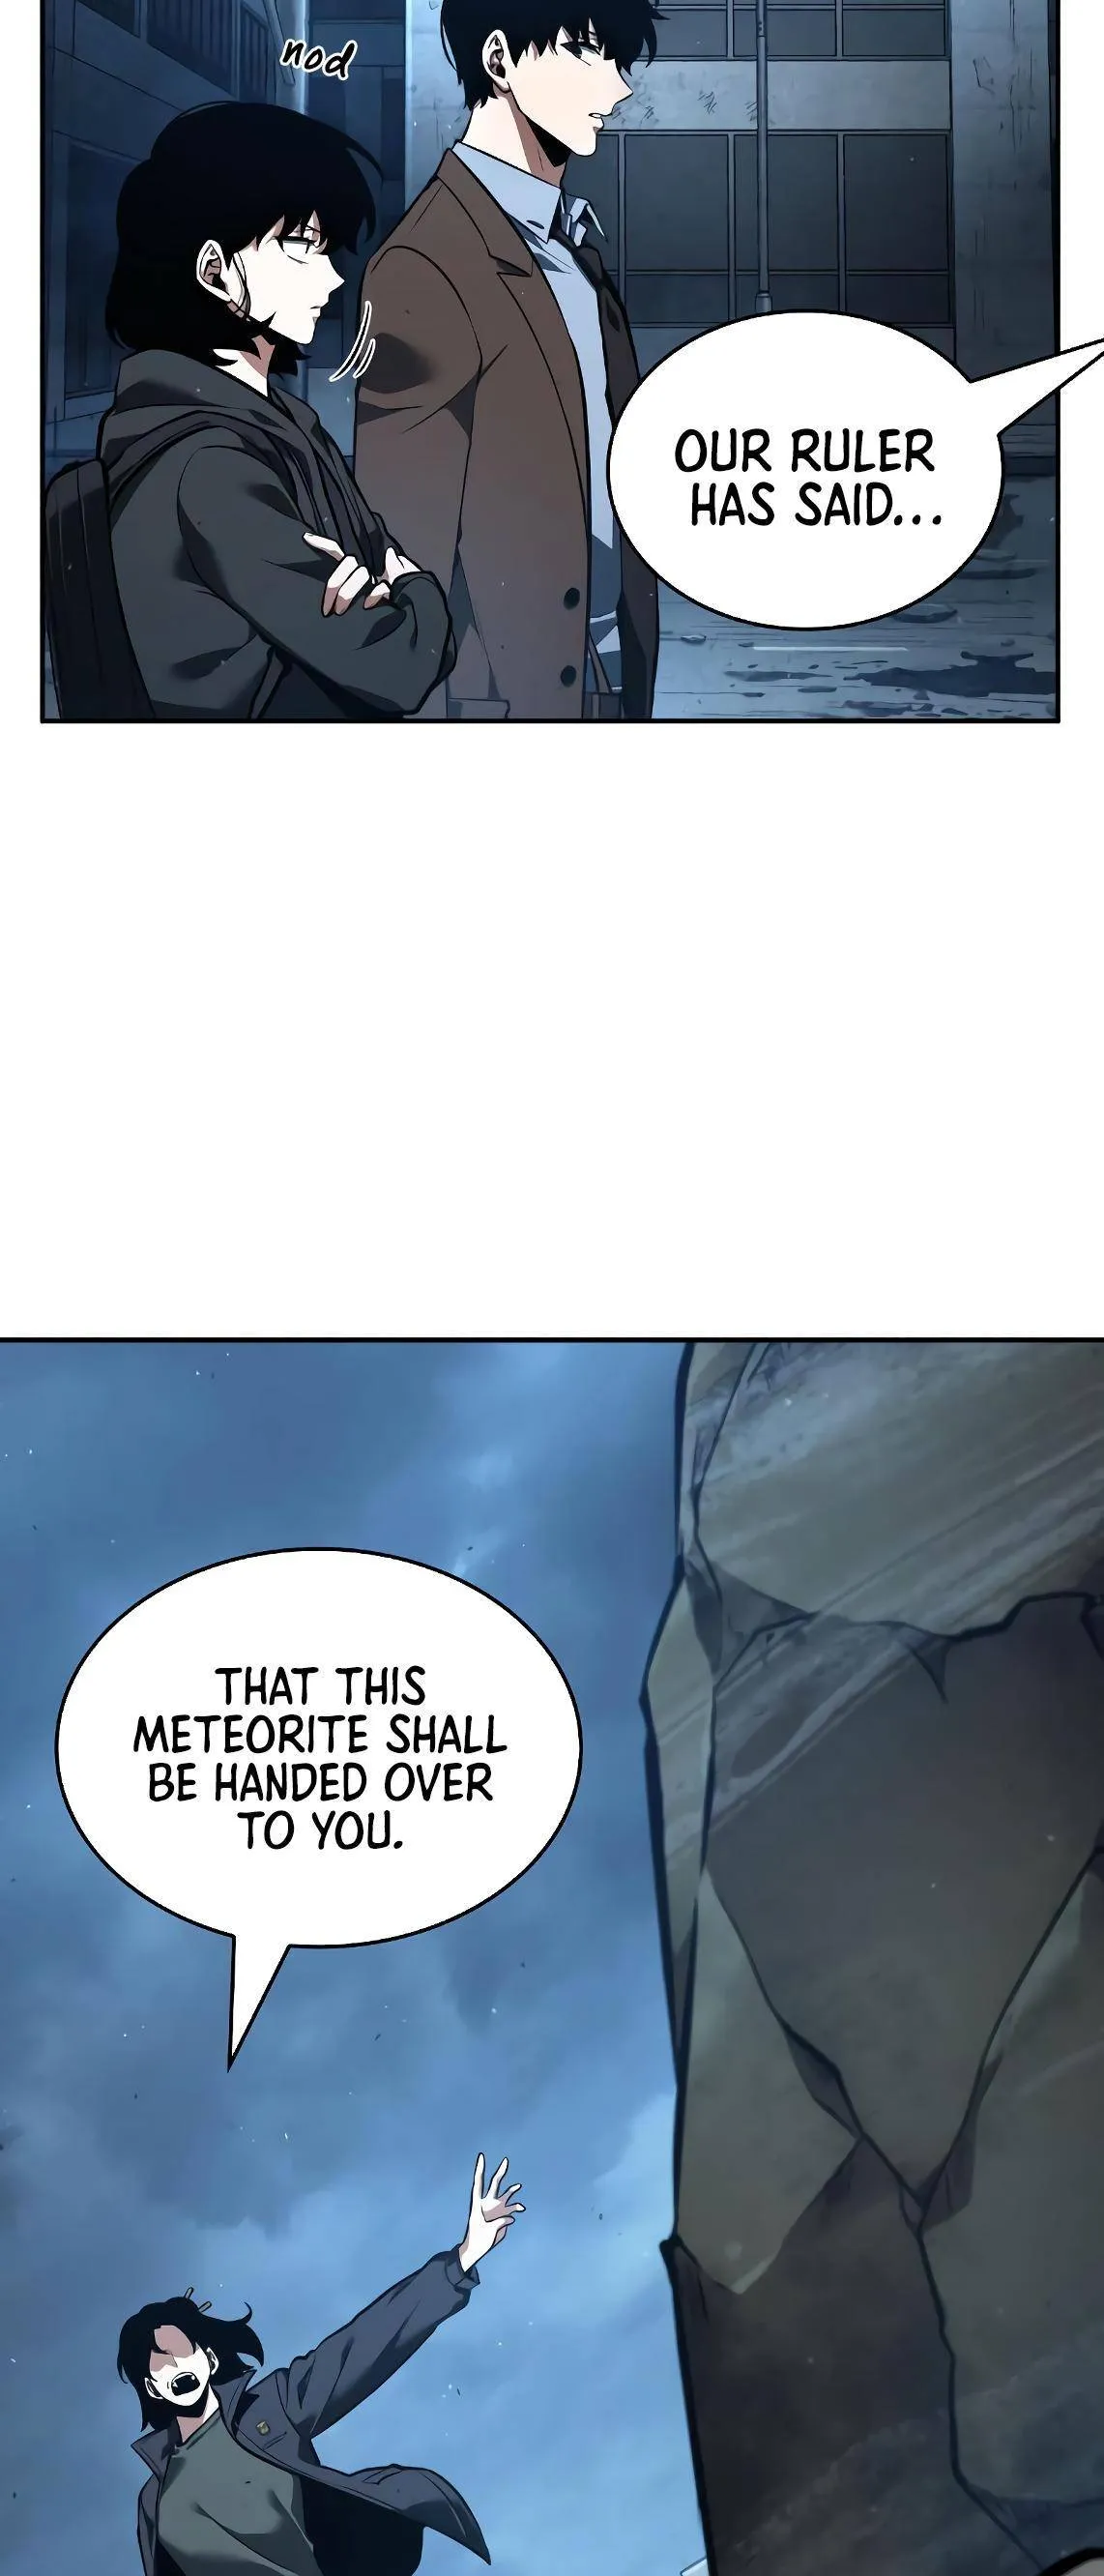 nod
OUR RULER
HAS SAID...
THAT THIS
METEORITE SHALL
BE HANDED OVER
TO YOU.